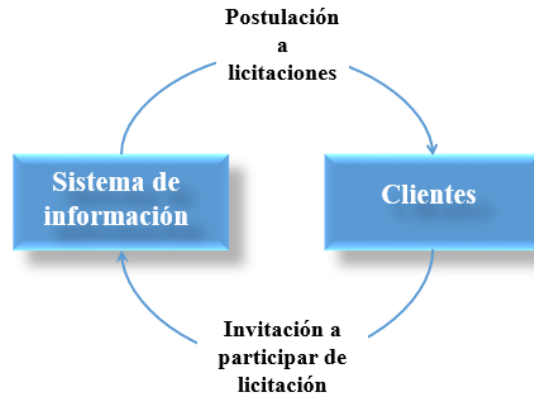 Postulación
a
licitaciones
Sistema de
información
Clientes
Invitación a
participar de
licitación